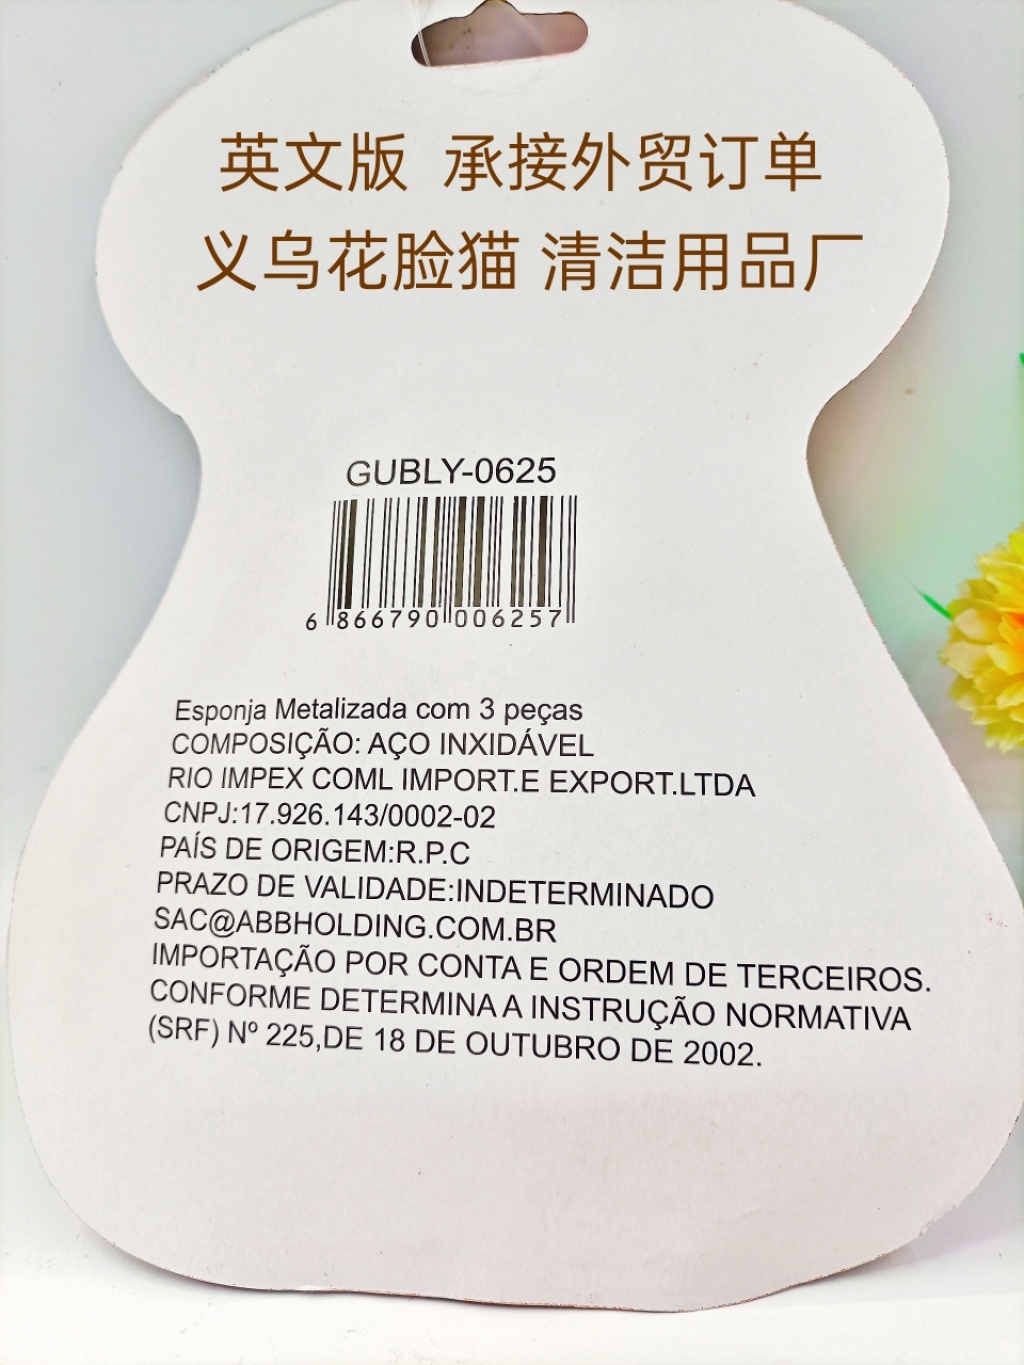 英文版 承接外贸订单
义乌花脸猫 清洁用品厂
GUBLY-0625
6 866790 006257
Esponja Metalizada com 3 peças
COMPOSIÇÃO: AÇO INXIDÁVEL
RIO IMPEX COML IMPORT.E EXPORT.LTDA
CNPJ:17.926.143/0002-02
PAÍS DE ORIGEM:R.P.C
PRAZO DE VALIDADE:INDETERMINADO
SAC@ABBHOLDING.COM.BR
IMPORTAÇÃO POR CONTA E ORDEM DE TERCEIROS.
CONFORME DETERMINA A INSTRUÇÃO NORMATIVA
(SRF) Nº 225,DE 18 DE OUTUBRO DE 2002.